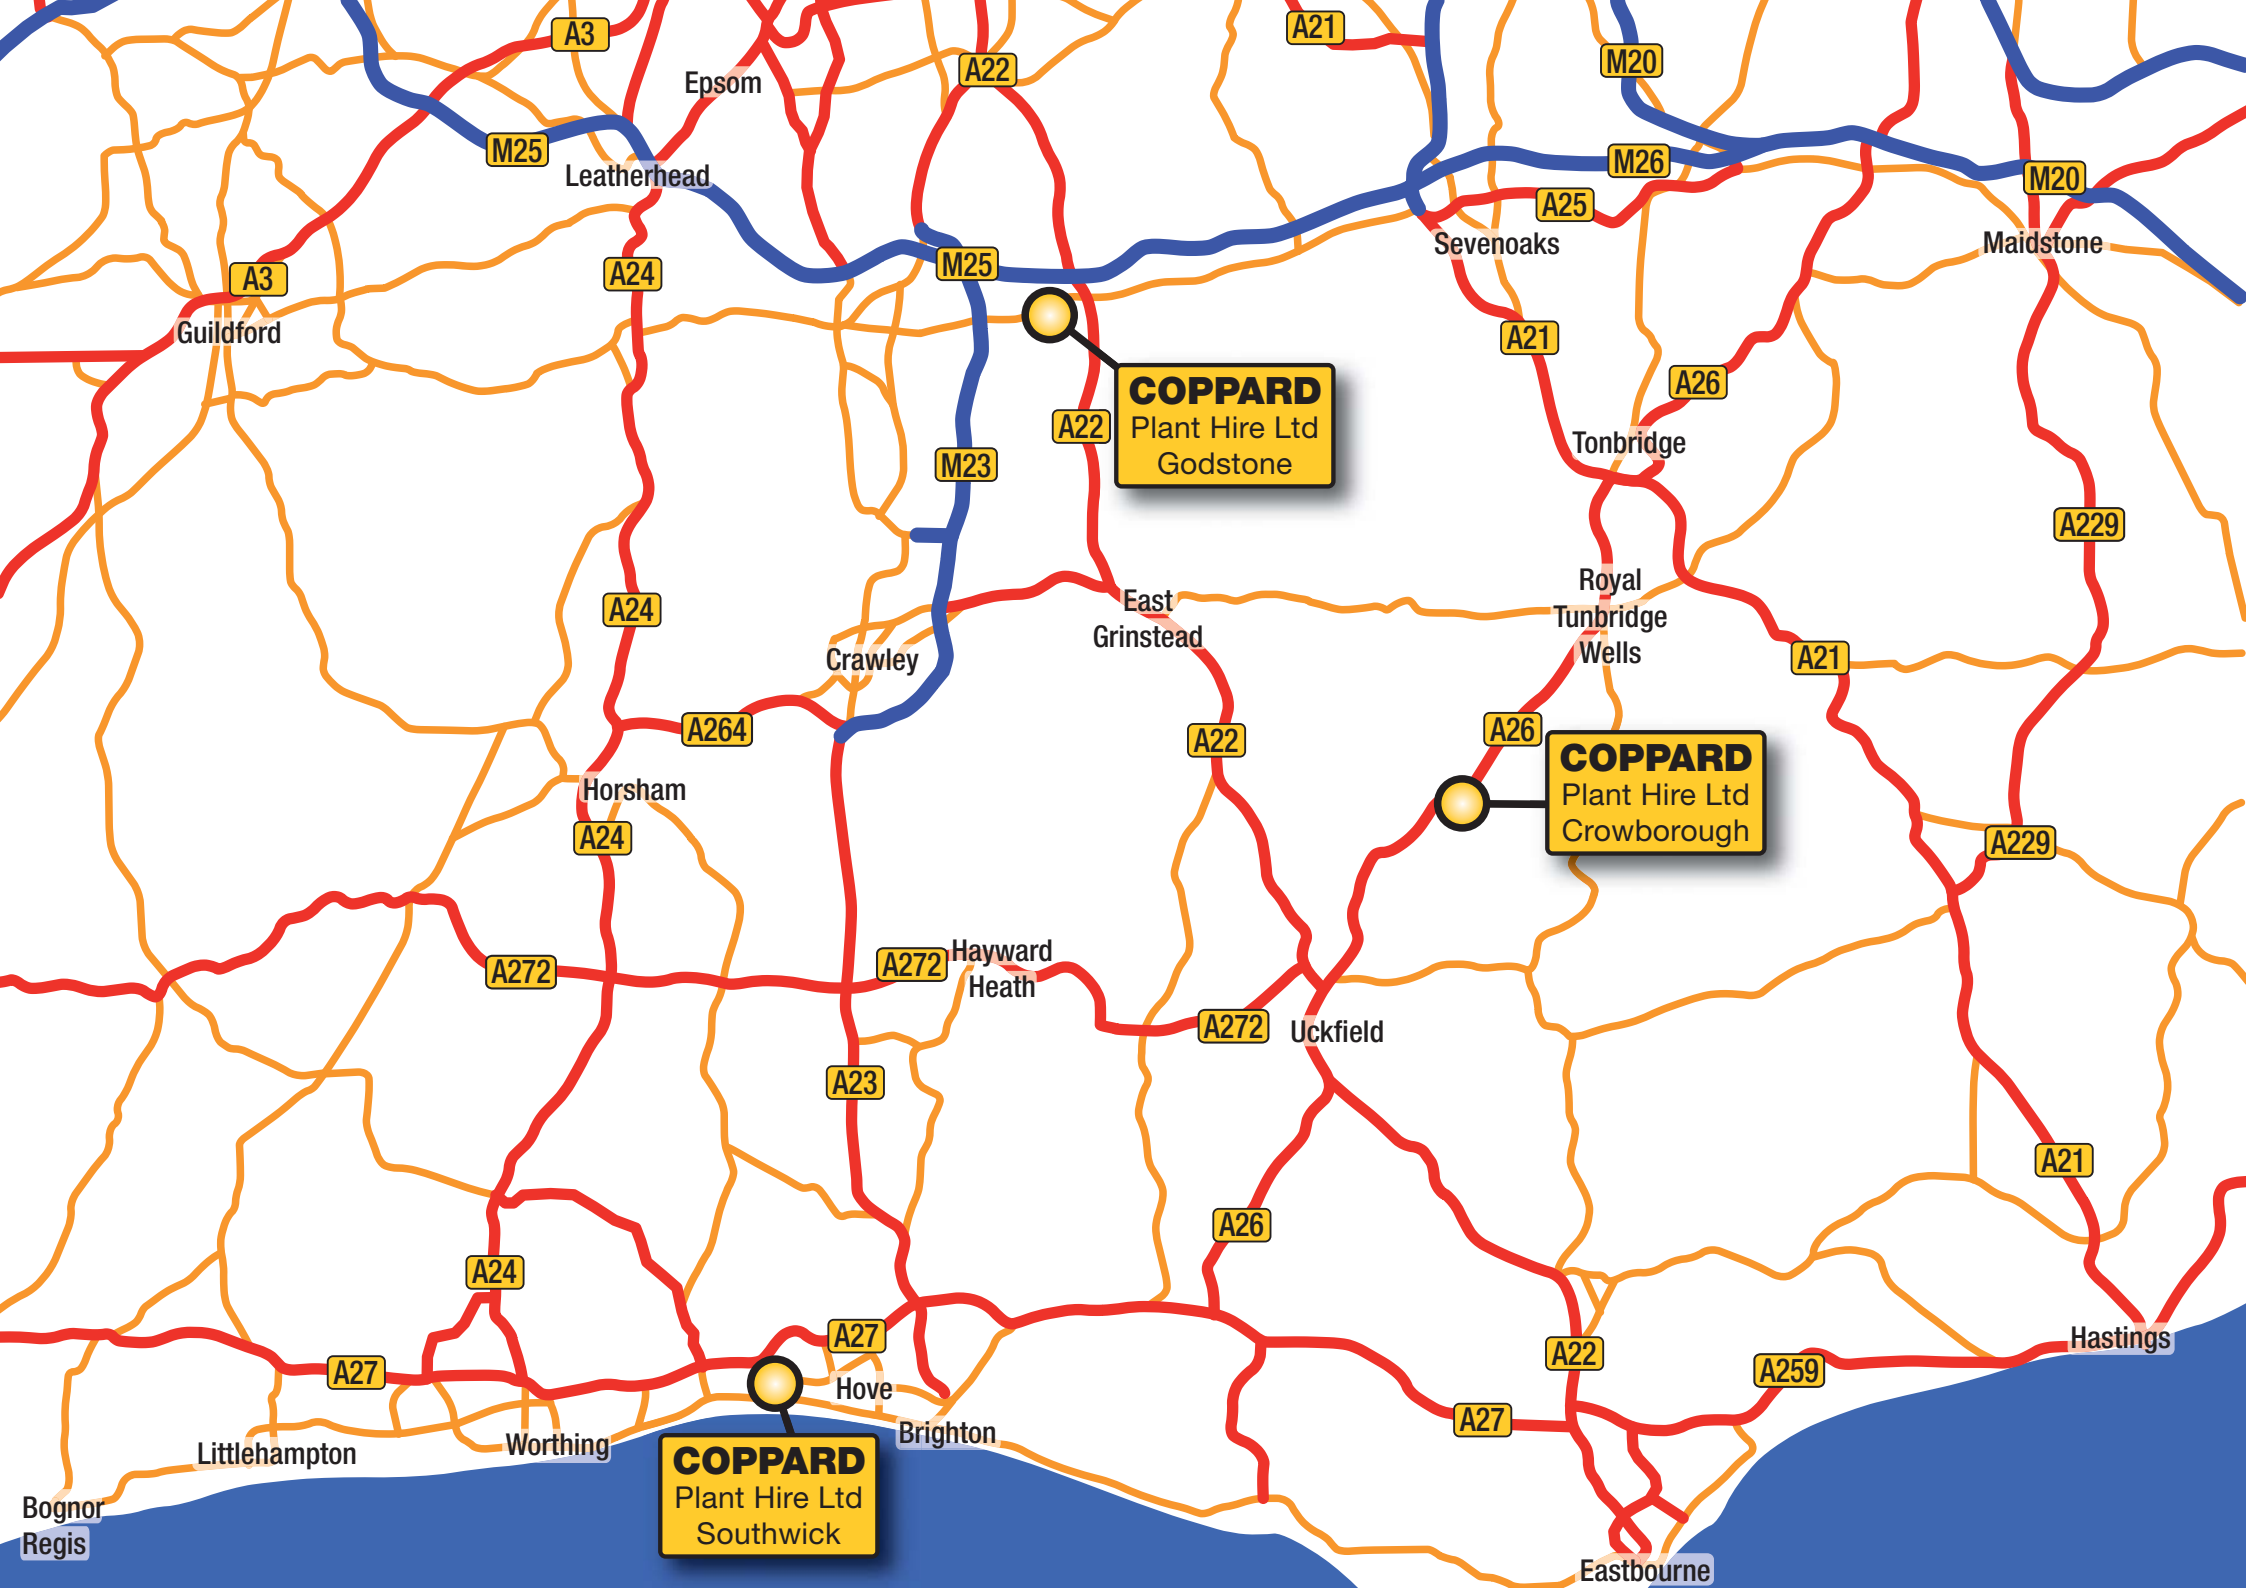 A3
A21
M20
Epsom
A22
M25
Leatherhead
M26
M20
A25
Sevenoaks
Maidstone
A3
A24
M25
Guildford
A21
COPPARD
Plant Hire Ltd
Godstone
A26
A22
Tonbridge
M23
A229
A24
East
Grinstead
Royal
Tunbridge
Wells
Crawley
A21
A264
A22
A26
COPPARD
Plant Hire Ltd
Crowborough
Horsham
A24
A229
A272
A272
Hayward
Heath
A272
Uckfield
A23
A21
A26
A24
A27
A22
Hastings
A27
A259
Hove
A27
Brighton
Worthing
Littlehampton
COPPARD
Plant Hire Ltd
Southwick
Bognor
Regis
Eastbourne